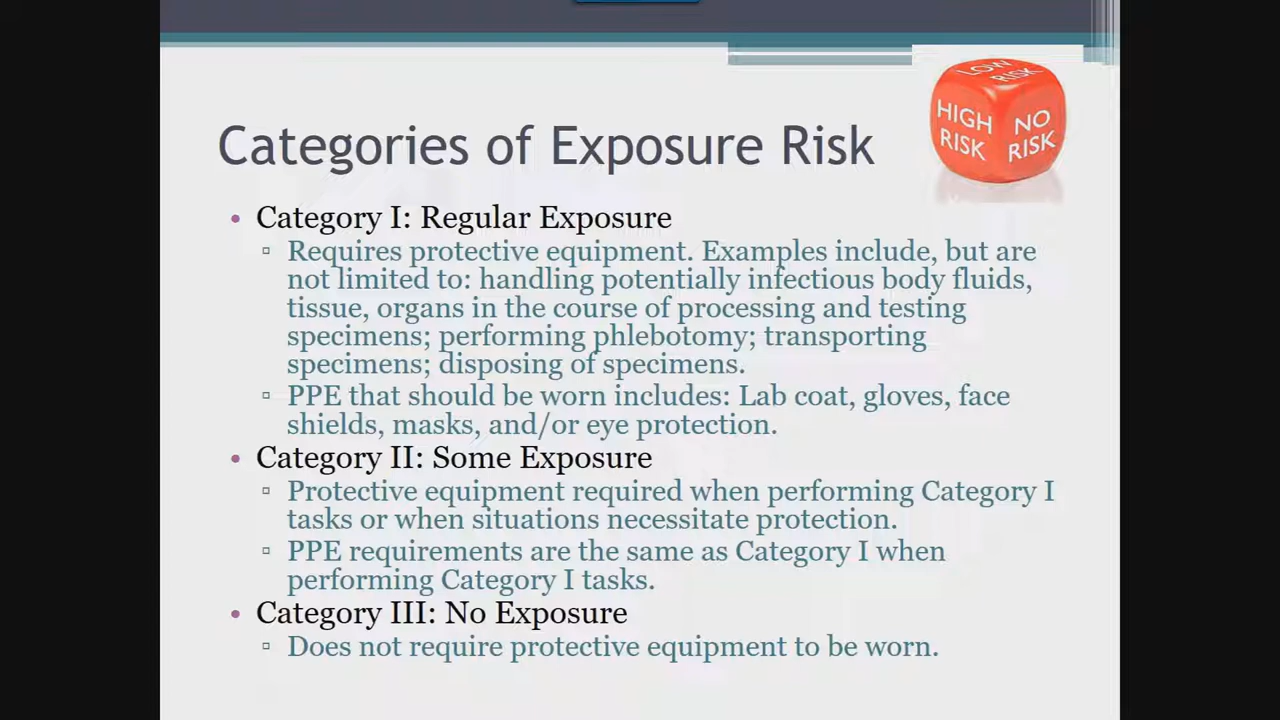 LOW
RISK
HIGH
RISK
NO
RISK
Categories of Exposure Risk
• Category I: Regular Exposure
▫ Requires protective equipment. Examples include, but are
not limited to: handling potentially infectious body fluids,
tissue, organs in the course of processing and testing
specimens; performing phlebotomy; transporting
specimens; disposing of specimens.
▫ PPE that should be worn includes: Lab coat, gloves, face
shields, masks, and/or eye protection.
• Category II: Some Exposure
▫ Protective equipment required when performing Category I
tasks or when situations necessitate protection.
▫ PPE requirements are the same as Category I when
performing Category I tasks.
• Category III: No Exposure
▫ Does not require protective equipment to be worn.